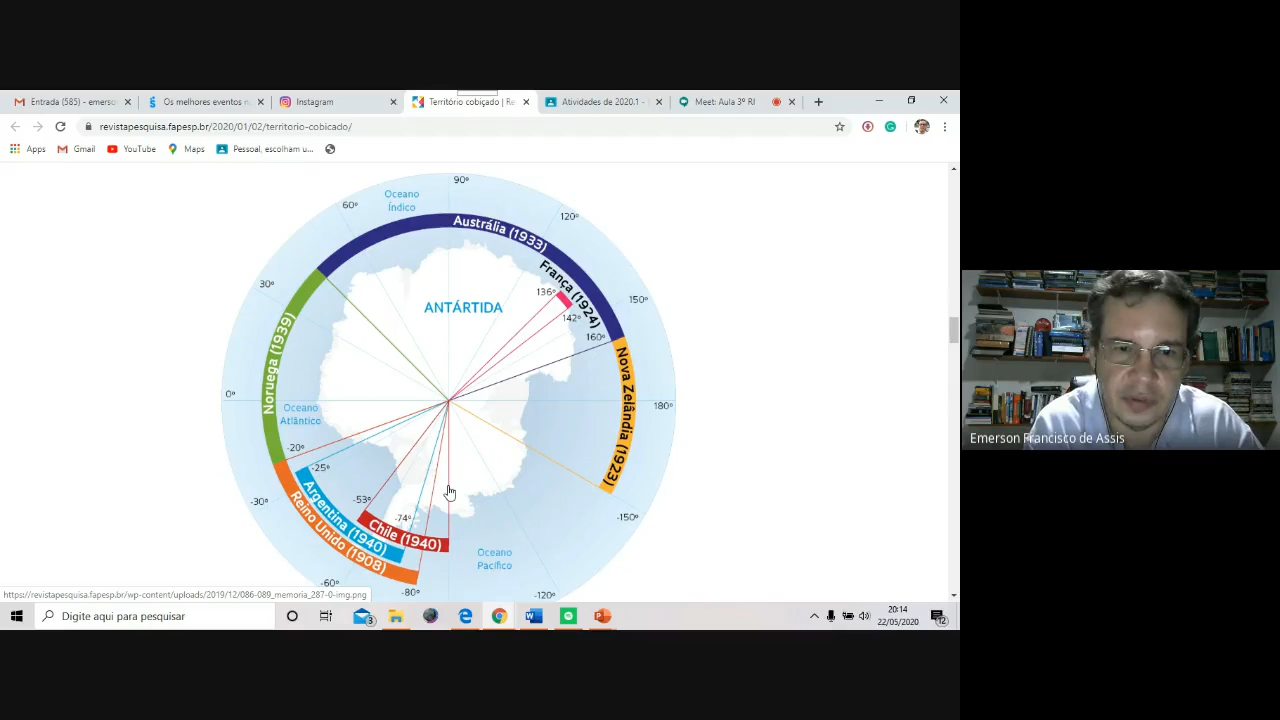 Entrada (585) - emerso
Os melhores eventos n
Instagram
Território cobiçado | Re
Atividades de 2020.1 -
Meet: Aula 3º RI
revistapesquisa.fapesp.br/2020/01/02/territorio-cobicado/
Apps
Gmail
YouTube
Maps
Pessoal, escolham u...
90º
Oceano
Índico
60º
120º
Austrália (1933)
França (1924)
30º
136º
150º
ANTÁRTIDA
142º
160º
Noruega (1939)
Nova Zelândia (1923)
0º
180º
Oceano
Atlântico
-20º
-25º
-30º
-53º
-74º
-150º
Argentina (1940)
Chile (1940)
Reino Unido (1908)
Oceano
Pacífico
-60º
-80º
-120º
https://revistapesquisa.fapesp.br/wp-content/uploads/2019/12/086-089_memoria_287-0-img.png
Digite aqui para pesquisar
3
20:14
22/05/2020
12
Emerson Francisco de Assis